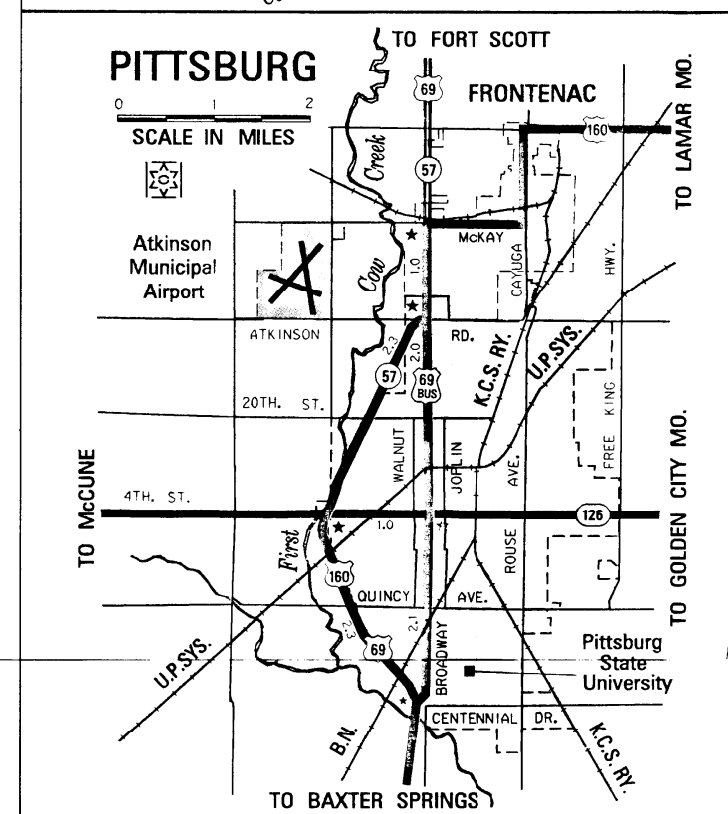 TO FORT SCOTT
PITTSBURG
69
FRONTENAC
0 1 2
SCALE IN MILES
160
TO LAMAR MO.
Creek
57
McKAY
Atkinson
Municipal
Airport
Cow
1.0
CAYUGA
HWY.
ATKINSON
RD.
2.3
2.0
K.C.S. RY.
U.P.SYS.
57
69
BUS
20TH. ST.
FREE KING
WALNUT
JOPLIN
AVE.
TO McCUNE
4TH. ST.
126
TO GOLDEN CITY MO.
First
1.0
ROUSE
160
QUINCY
AVE.
2.1
2.3
69
BROADWAY
Pittsburg
State
University
U.P.SYS.
B.N.
CENTENNIAL DR.
K.C.S. RY.
TO BAXTER SPRINGS